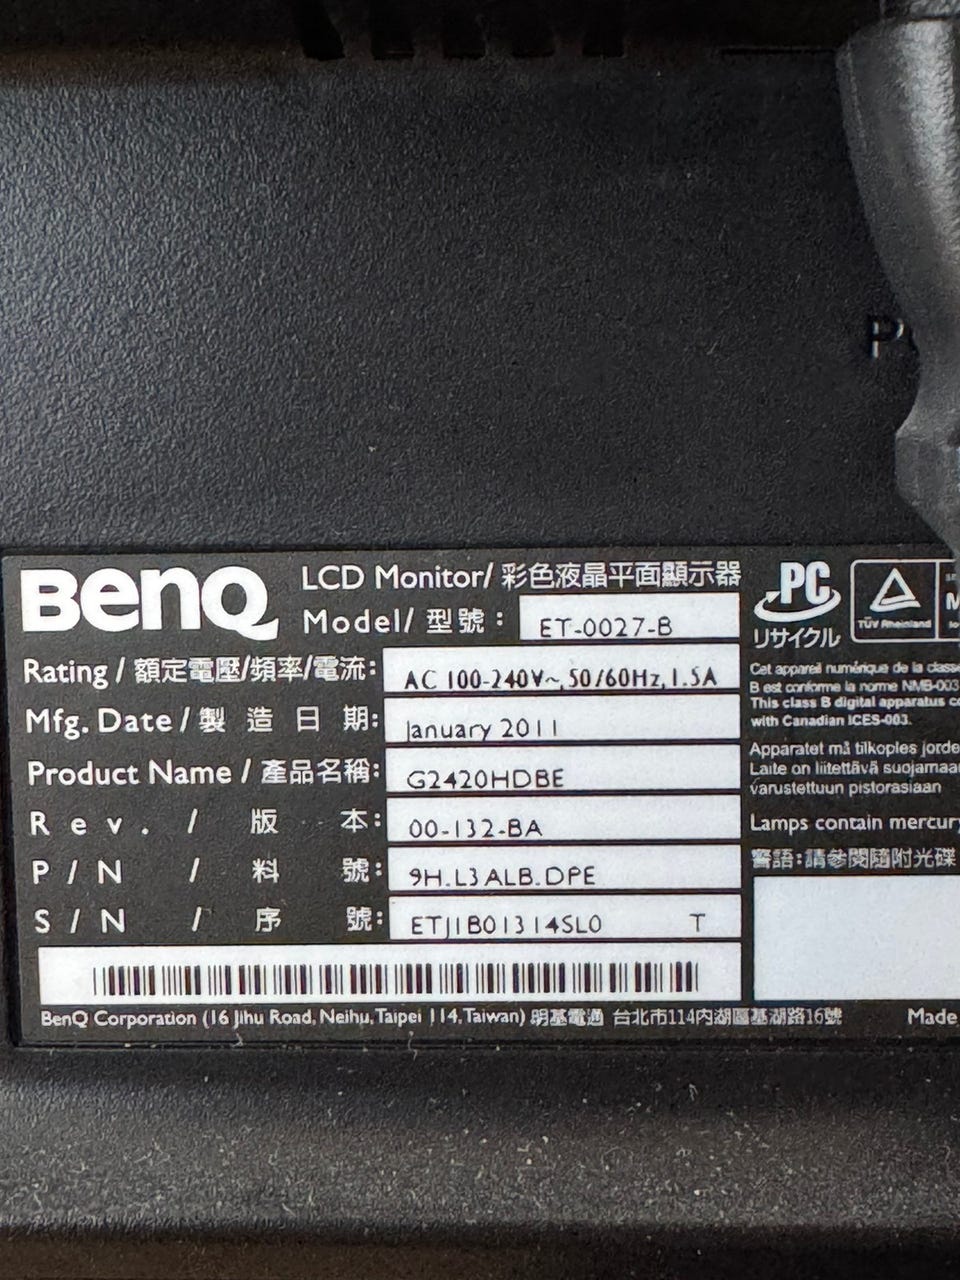 BenQ
LCD Monitor/ 彩色液晶平面顯示器
Model/ 型號: ET-0027-B
Rating / 額定電壓/頻率/電流: AC 100-240V~, 50/60Hz, 1.5A
Mfg. Date / 製造日期: January 2011
Product Name / 產品名稱: G2420HDBE
Rev. / 版本: 00-132-BA
P/N / 料號: 9H.L3ALB.DPE
S/N / 序號: ETJ1B01314SL0 T
BenQ Corporation (16 Jihu Road, Neihu, Taipei 114, Taiwan) 明基電通 台北市114內湖區基湖路16號
Made
PC
リサイクル
TÜV Rheinland
Cet appareil numérique de la classe
B est conforme la norme NMB-003
This class B digital apparatus
with Canadian ICES-003.
Apparatet må tilkoples
Laite on liitettävä
varustettuun pistorasiaan
Lamps contain mercury
警語:請參閱隨附光碟